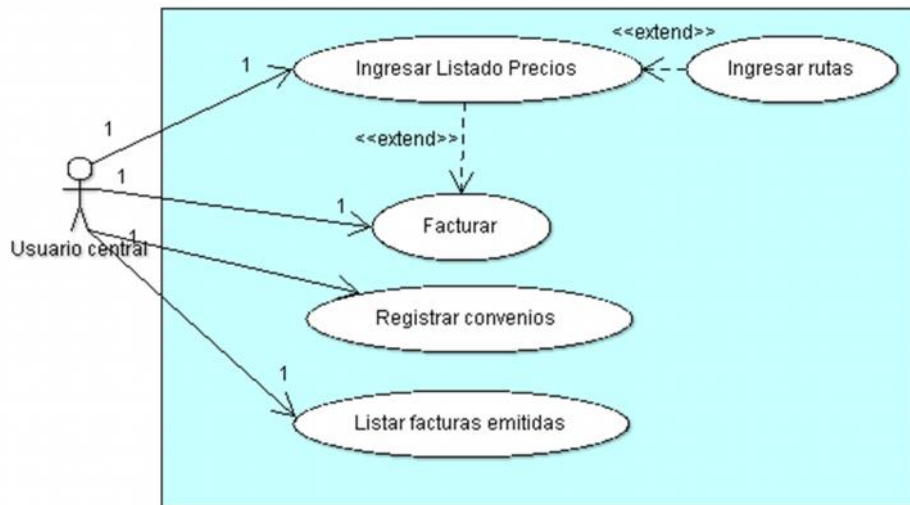 <<extend>>
1
Ingresar Listado Precios
Ingresar rutas
1
<<extend>>
1
1
Facturar
Usuario central
1
Registrar convenios
1
Listar facturas emitidas